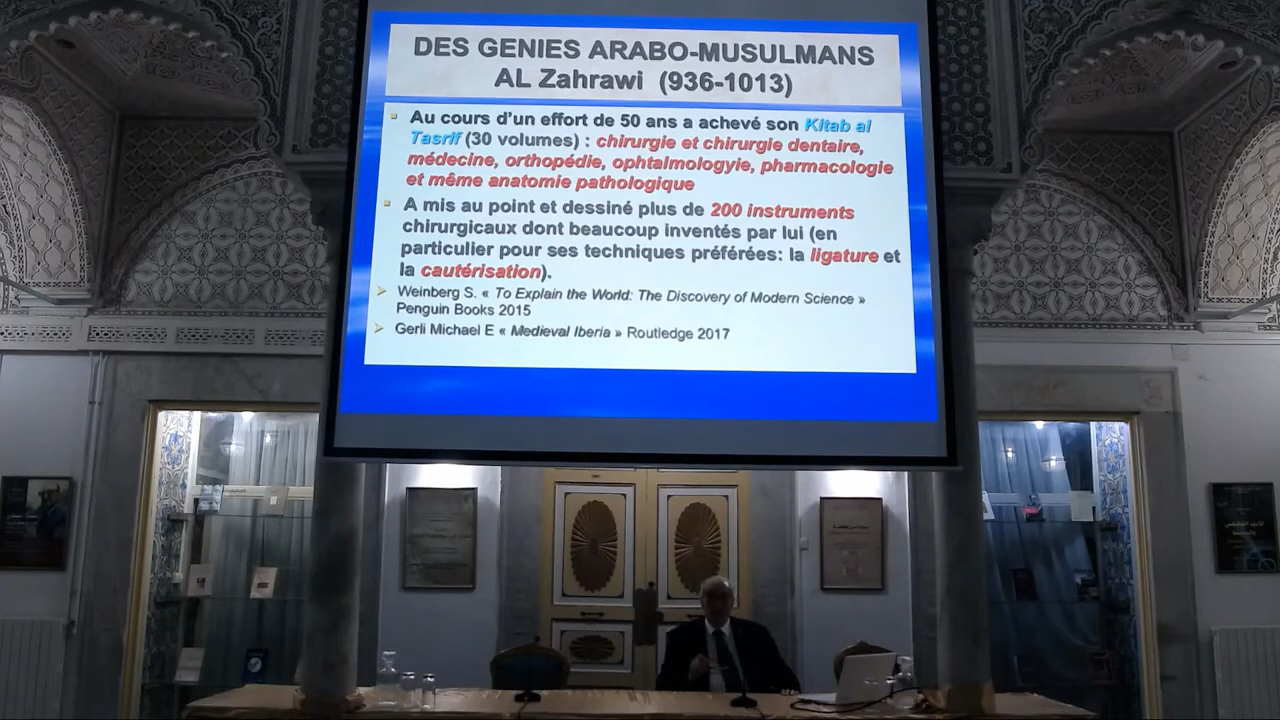 DES GENIES ARABO-MUSULMANS
AL Zahrawi (936-1013)
Au cours d'un effort de 50 ans a achevé son Kitab al
Tasrif (30 volumes) : chirurgie et chirurgie dentaire,
médecine, orthopédie, ophtalmologyie, pharmacologie
et même anatomie pathologique
A mis au point et dessiné plus de 200 instruments
chirurgicaux dont beaucoup inventés par lui (en
particulier pour ses techniques préférées: la ligature et
la cautérisation).
Weinberg S. « To Explain the World: The Discovery of Modern Science »
Penguin Books 2015
Gerli Michael E « Medieval Iberia » Routledge 2017